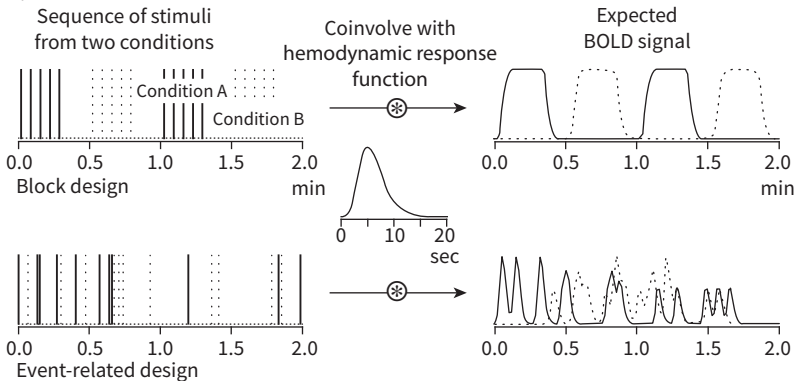 Sequence of stimuli
from two conditions
Coinvolve with
hemodynamic response
function
Expected
BOLD signal
Condition A
Condition B
0.0 0.5 1.0 1.5 2.0
Block design min
0.0 0.5 1.0 1.5 2.0
min
0 10 20
sec
0.0 0.5 1.0 1.5 2.0
Event-related design
0.0 0.5 1.0 1.5 2.0